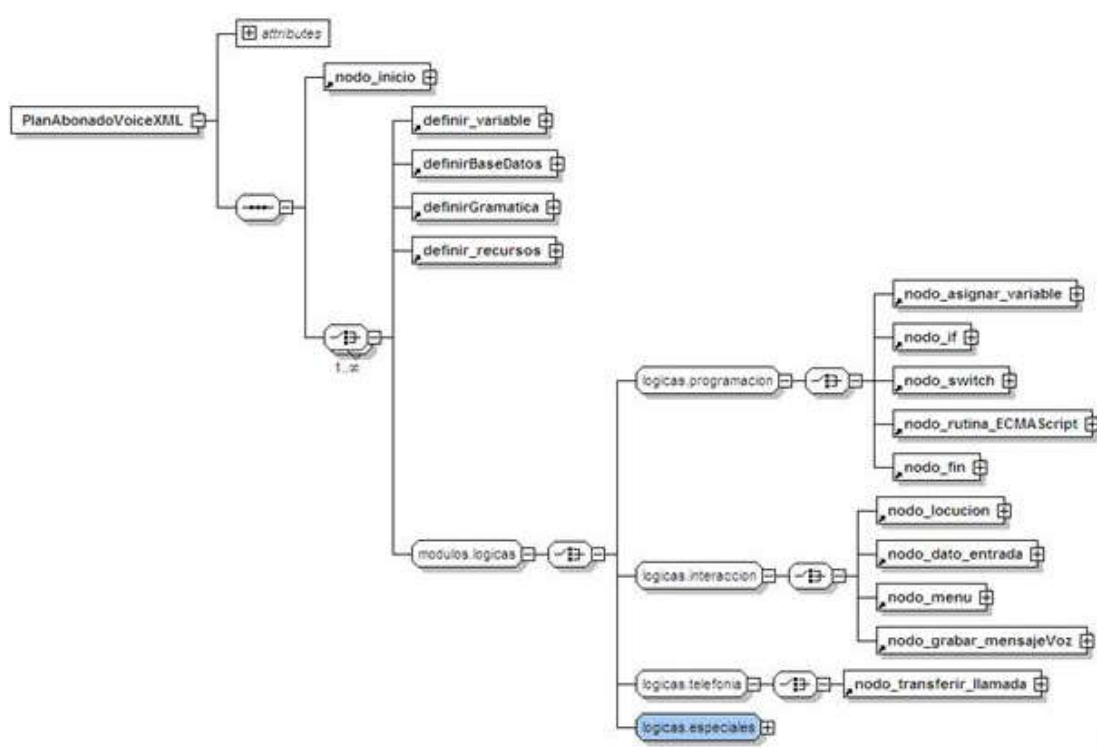 attributes
nodo_inicio
PlanAbonadoVoiceXML
definir_variable
definirBaseDatos
definirGramatica
definir_recursos
1..∞
modulos.logicas
logicas.programacion
nodo_asignar_variable
nodo_if
nodo_switch
nodo_rutina_ECMAScript
nodo_fin
logicas.interaccion
nodo_locucion
nodo_dato_entrada
nodo_menu
nodo_grabar_mensajeVoz
logicas.telefonia
nodo_transferir_llamada
logicas.especiales